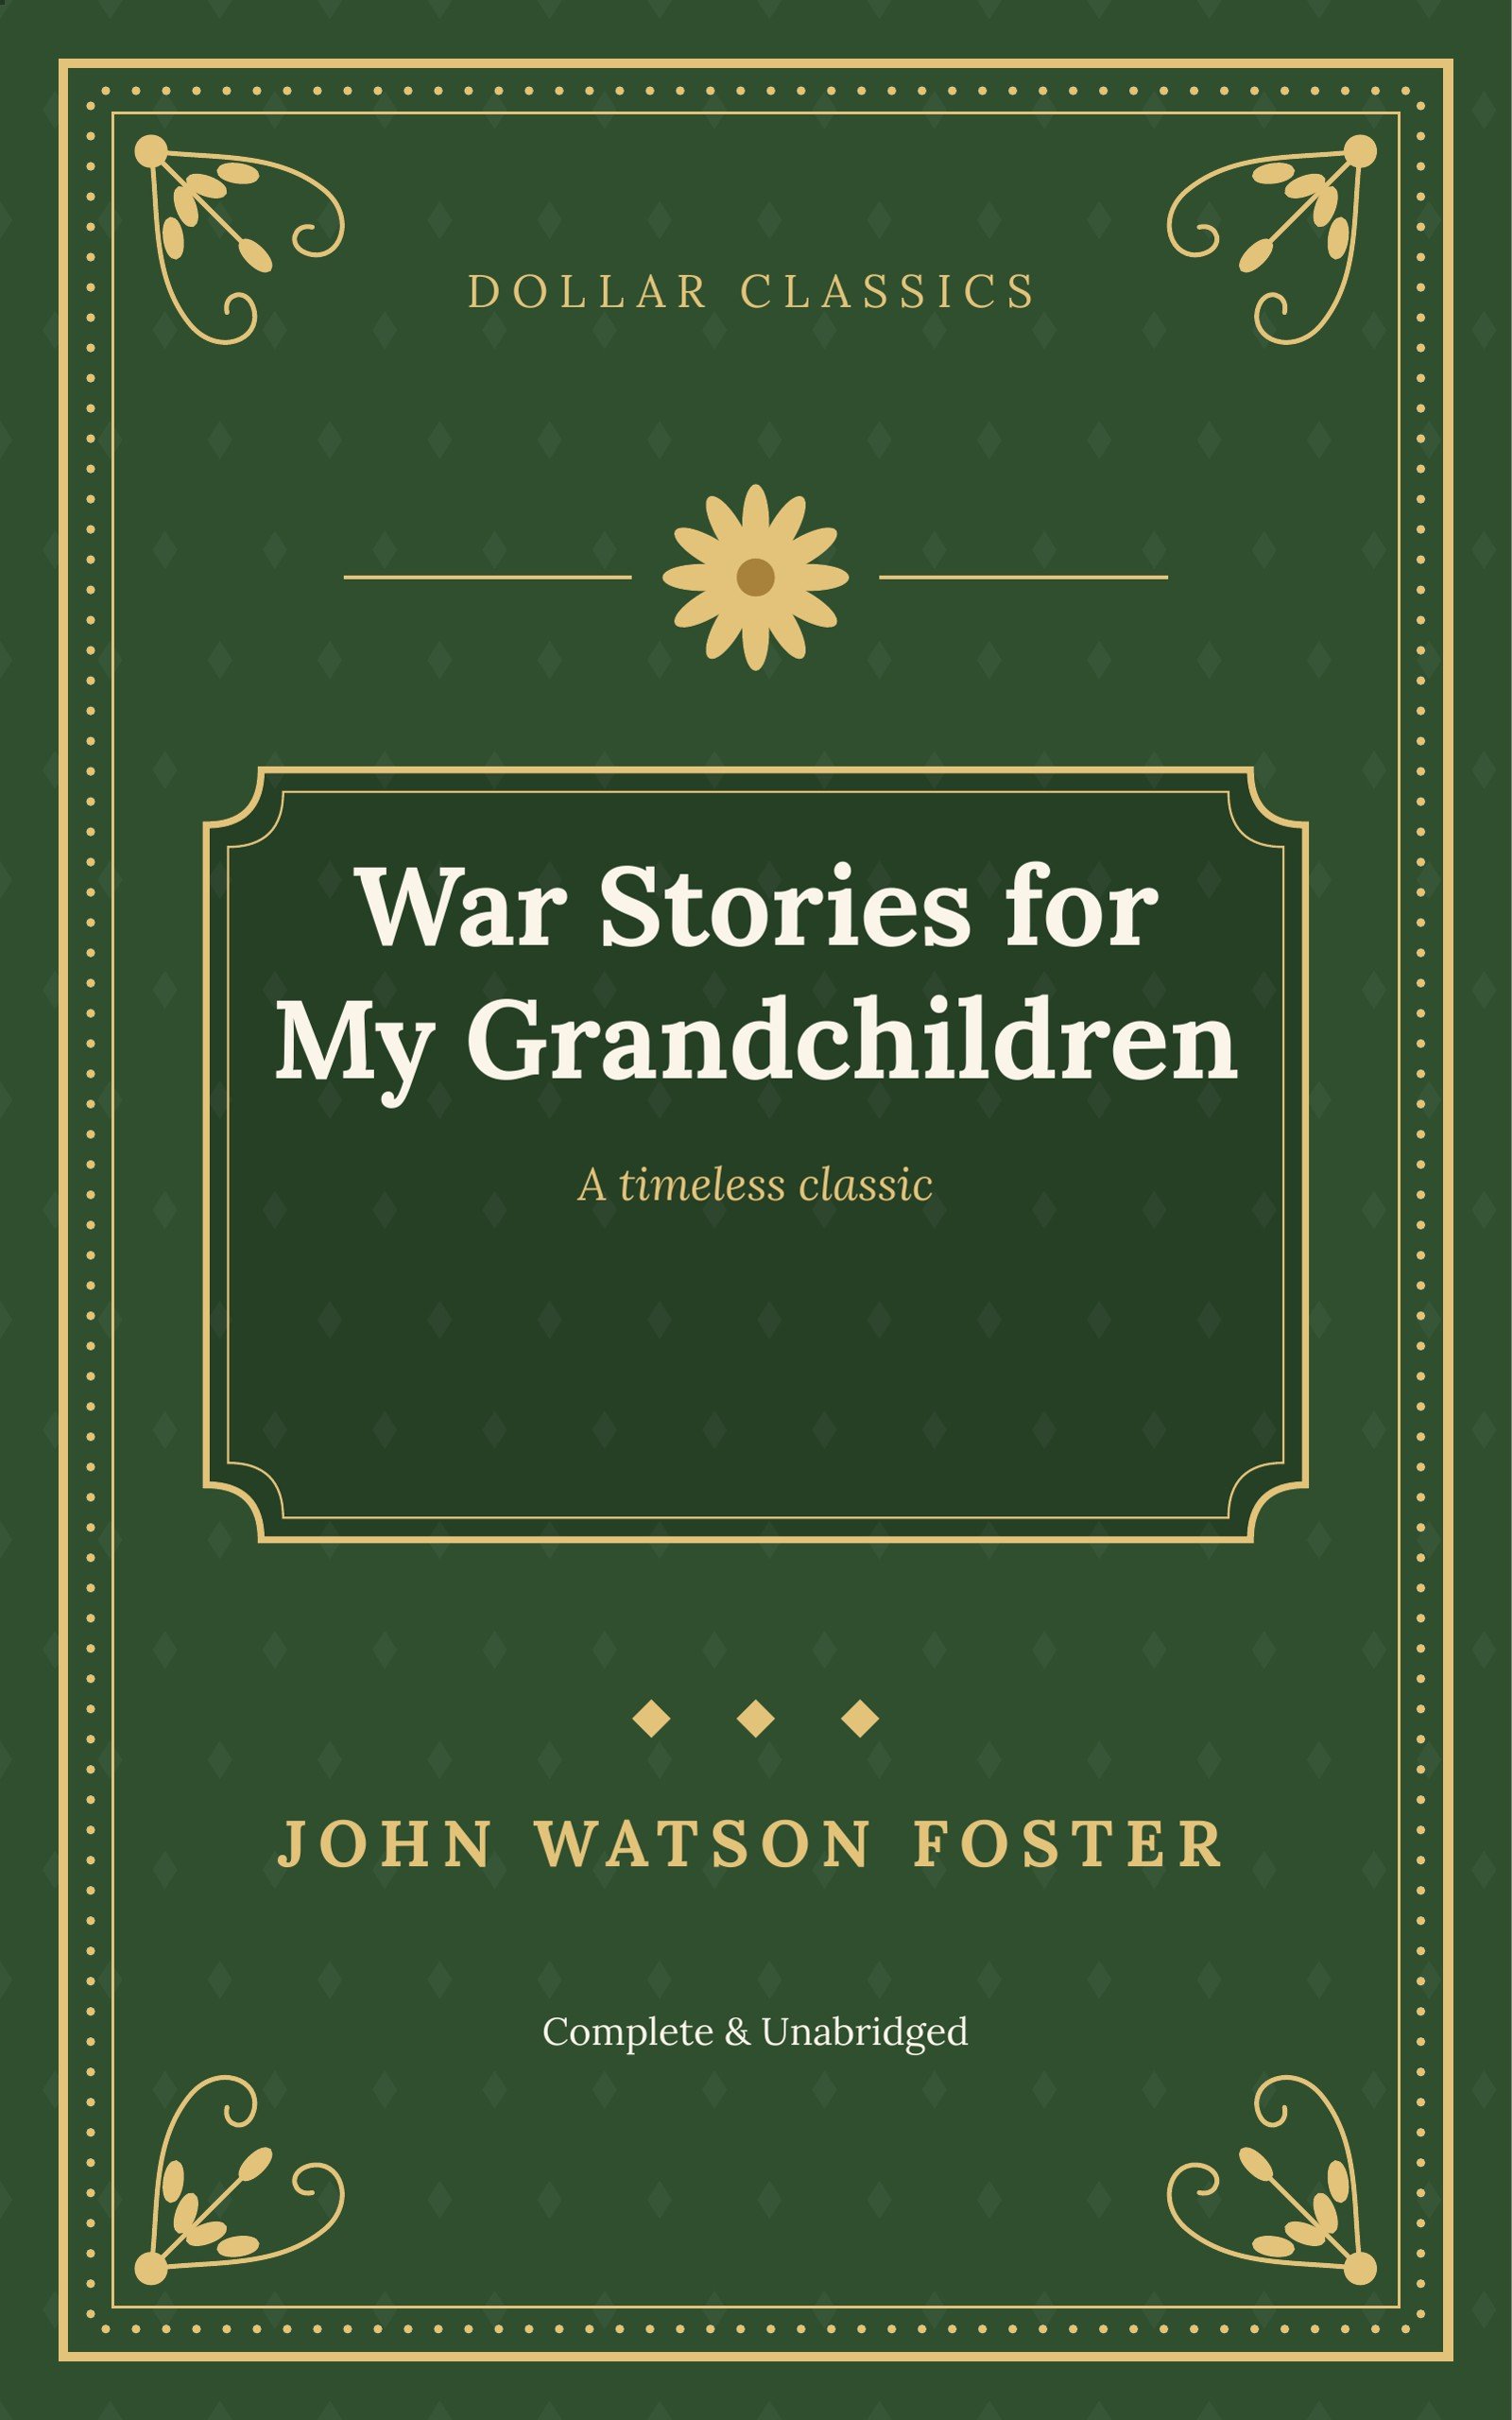 DOLLAR CLASSICS
War Stories for
My Grandchildren
A timeless classic
JOHN WATSON FOSTER
Complete & Unabridged